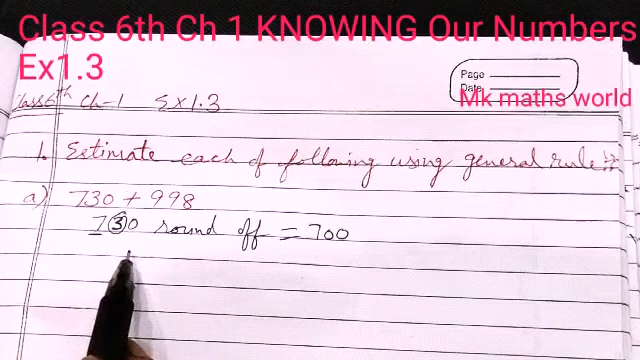 Class 6th Ch 1 KNOWING Our Numbers
Ex1.3
Page
Date
Mk maths world
Class 6th Ch-1 Ex 1.3
1. Estimate each of following using general rule:-
a) 730 + 998
730 round off = 700